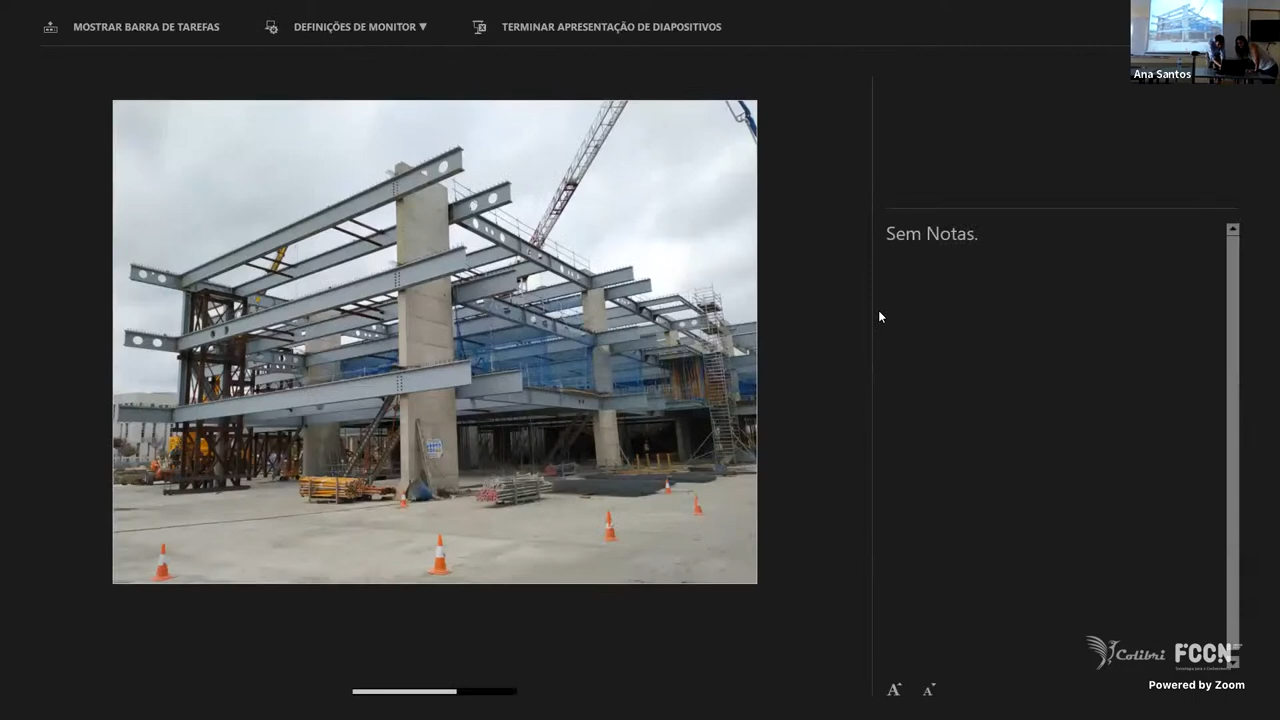 MOSTRAR BARRA DE TAREFAS
DEFINIÇÕES DE MONITOR ▼
TERMINAR APRESENTAÇÃO DE DIAPOSITIVOS
Ana Santos
Sem Notas.
Colibri
FCCN
Powered by Zoom
A A